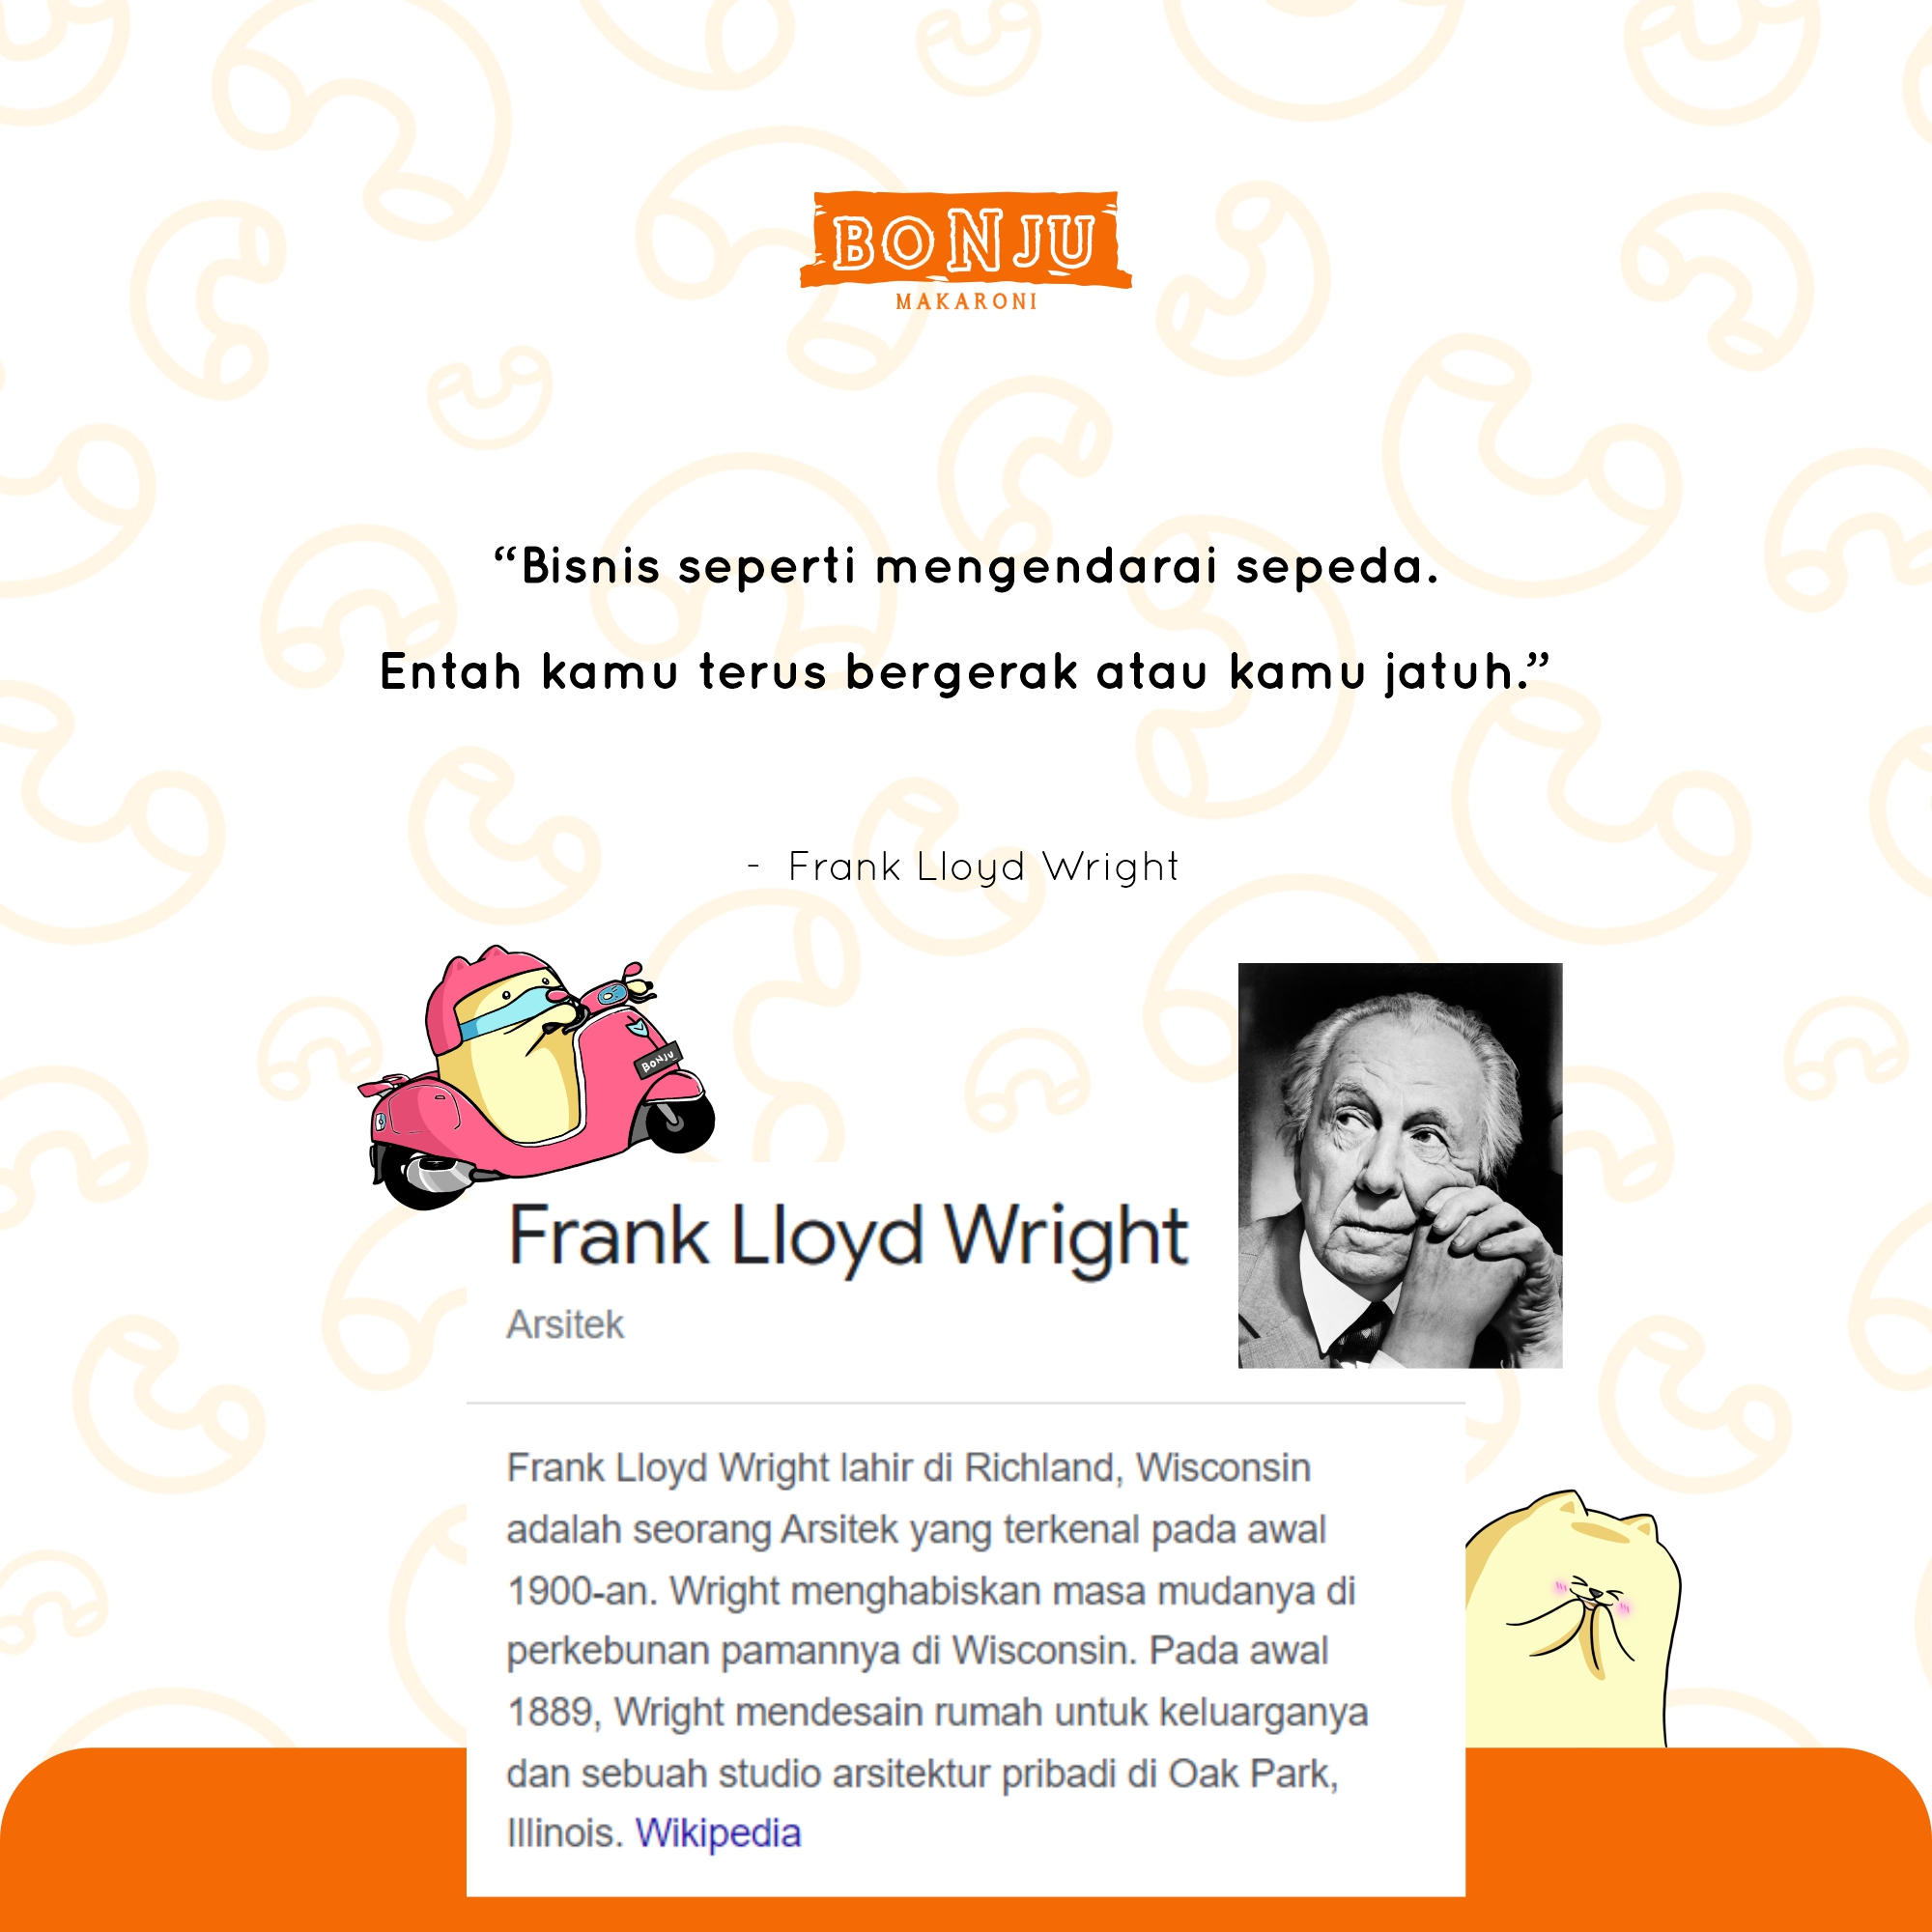 BONJU
MAKARONI
“Bisnis seperti mengendarai sepeda.
Entah kamu terus bergerak atau kamu jatuh.”
- Frank Lloyd Wright
BONJU
Frank Lloyd Wright
Arsitek
Frank Lloyd Wright lahir di Richland, Wisconsin
adalah seorang Arsitek yang terkenal pada awal
1900-an. Wright menghabiskan masa mudanya di
perkebunan pamannya di Wisconsin. Pada awal
1889, Wright mendesain rumah untuk keluarganya
dan sebuah studio arsitektur pribadi di Oak Park,
Illinois. Wikipedia